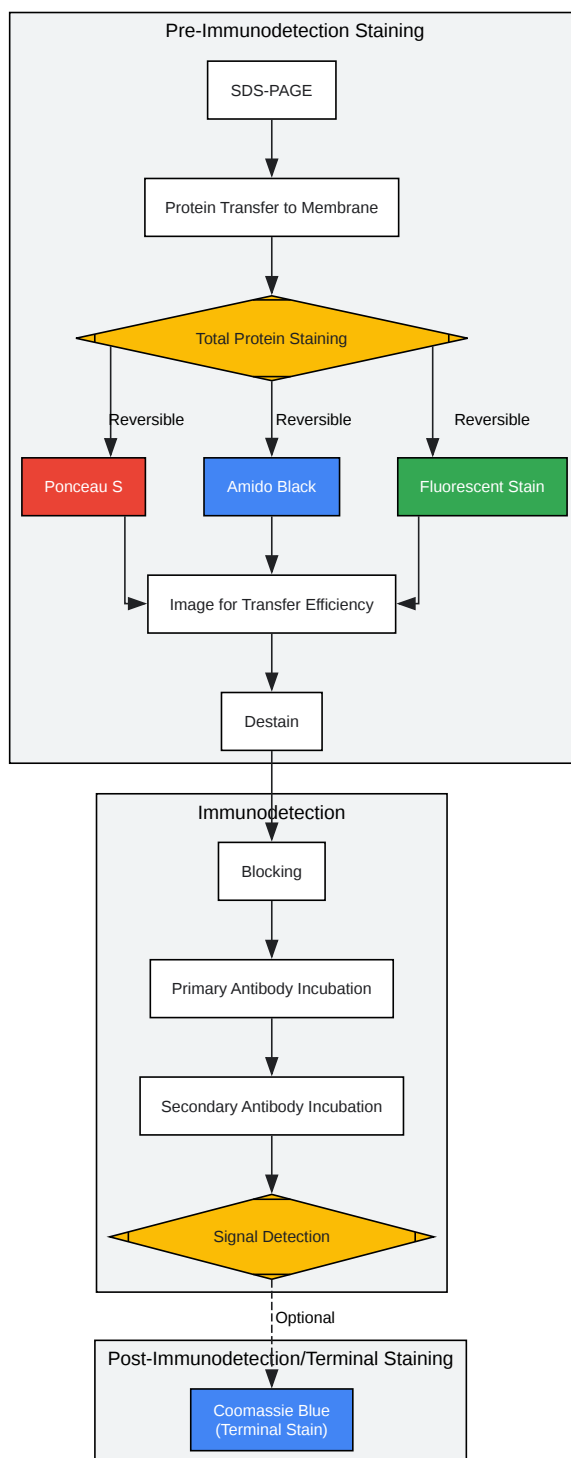 Pre-Immunodetection Staining
SDS-PAGE
Protein Transfer to Membrane
Total Protein Staining
Reversible
Reversible
Reversible
Ponceau S
Amido Black
Fluorescent Stain
Image for Transfer Efficiency
Destain
Immunodetection
Blocking
Primary Antibody Incubation
Secondary Antibody Incubation
Signal Detection
Optional
Post-Immunodetection/Terminal Staining
Coomassie Blue
(Terminal Stain)